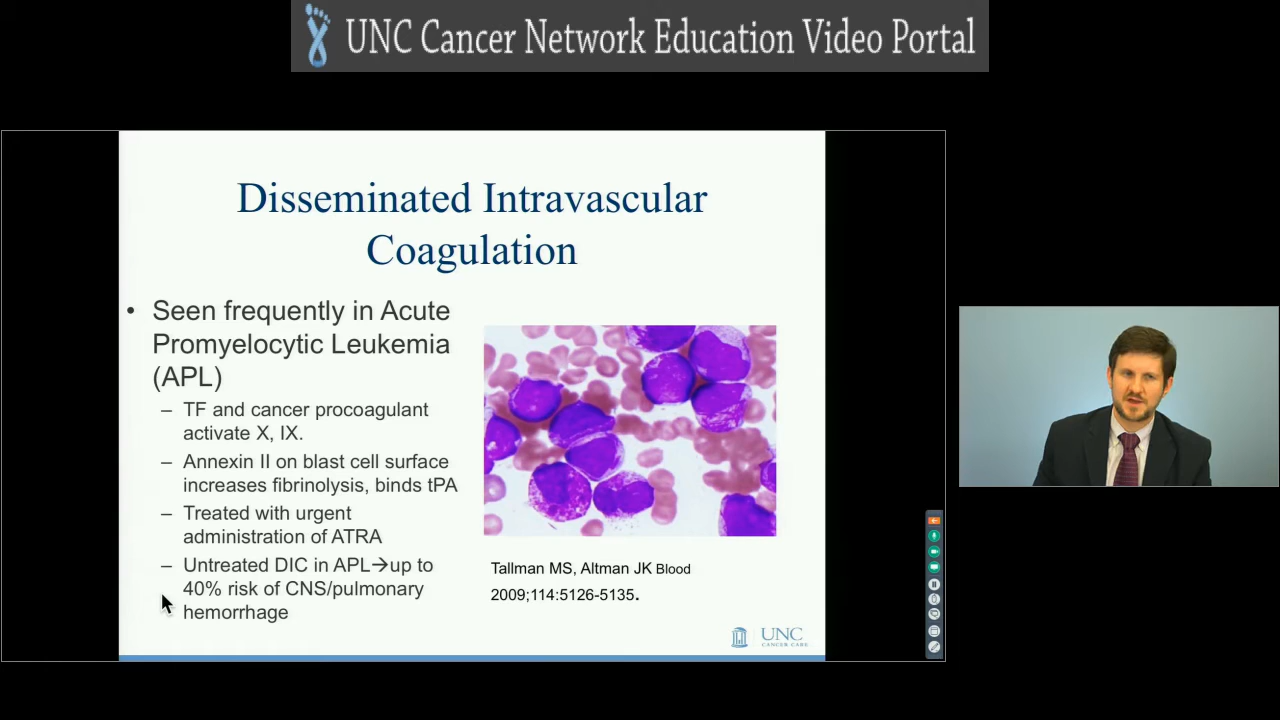 UNC Cancer Network Education Video Portal
Disseminated Intravascular
Coagulation
• Seen frequently in Acute
Promyelocytic Leukemia
(APL)
– TF and cancer procoagulant
activate X, IX.
– Annexin II on blast cell surface
increases fibrinolysis, binds tPA
– Treated with urgent
administration of ATRA
– Untreated DIC in APL→up to
40% risk of CNS/pulmonary
hemorrhage
Tallman MS, Altman JK Blood
2009;114:5126-5135.
UNC
CANCER CARE